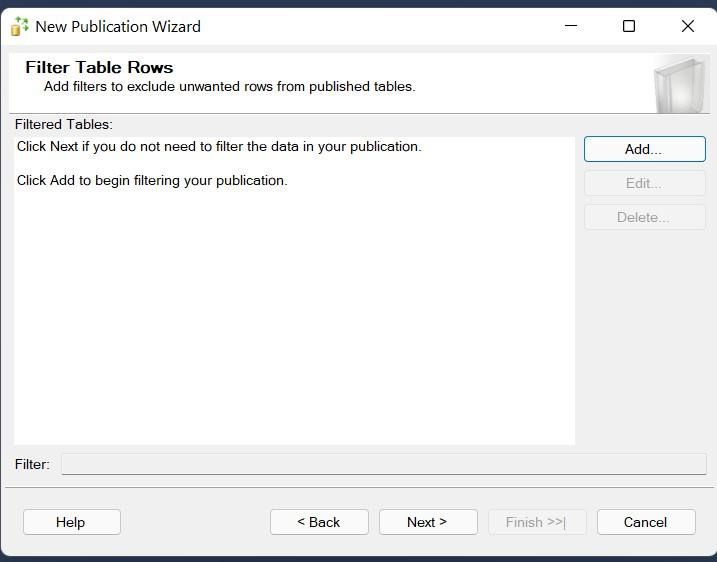 New Publication Wizard
Filter Table Rows
Add filters to exclude unwanted rows from published tables.
Filtered Tables:
Click Next if you do not need to filter the data in your publication.
Click Add to begin filtering your publication.
Add...
Edit...
Delete...
Filter:
Help
< Back
Next >
Finish >>|
Cancel